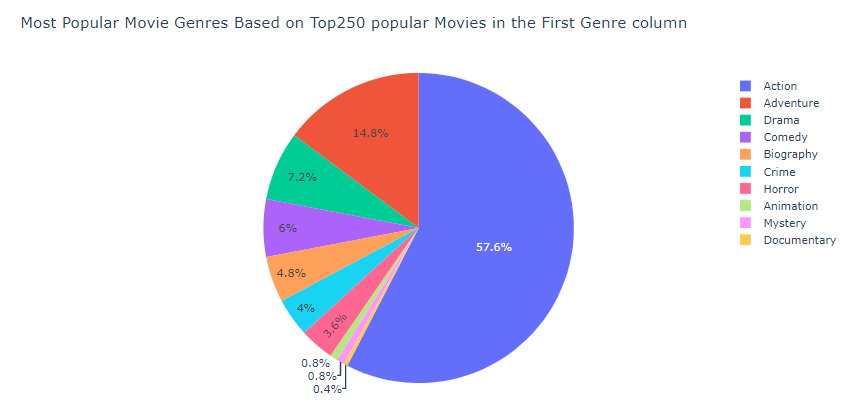 Most Popular Movie Genres Based on Top250 popular Movies in the First Genre column
Action
Adventure
Drama
Comedy
Biography
Crime
Horror
Animation
Mystery
Documentary
14.8%
7.2%
6%
57.6%
4.8%
4%
3.6%
0.8%
0.8%
0.4%